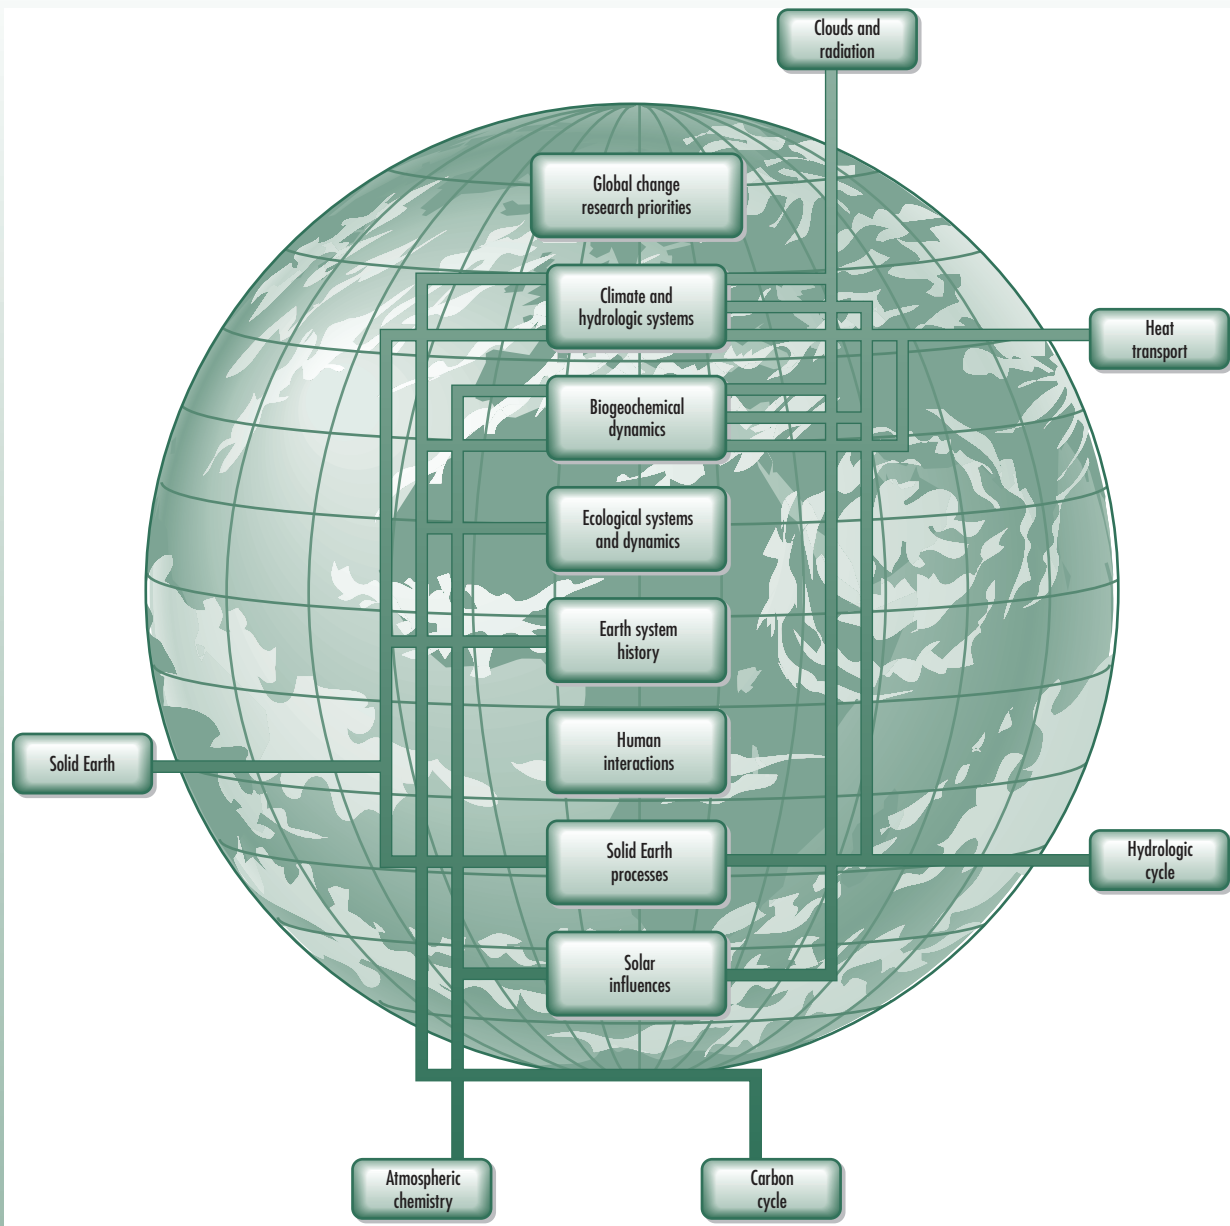 Clouds and
radiation
Global change
research priorities
Climate and
hydrologic systems
Heat
transport
Biogeochemical
dynamics
Ecological systems
and dynamics
Earth system
history
Human
interactions
Solid Earth
Solid Earth
processes
Hydrologic
cycle
Solar
influences
Atmospheric
chemistry
Carbon
cycle